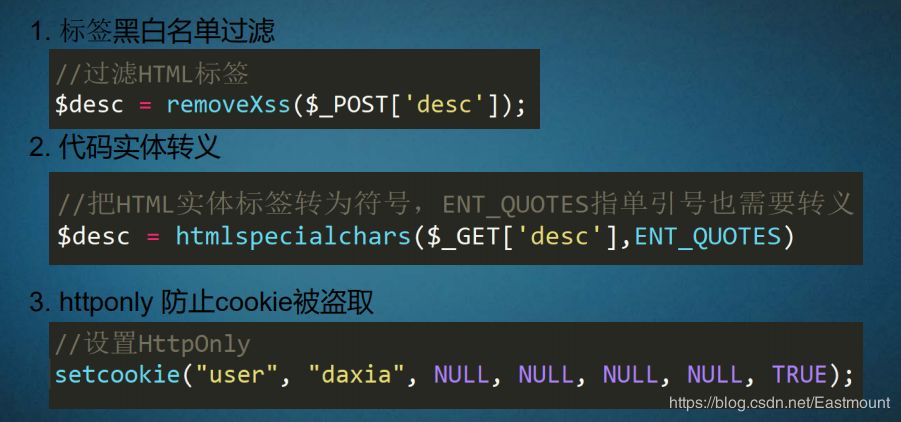 1. 标签黑白名单过滤
//过滤HTML标签
$desc = removeXss($_POST['desc']);
2. 代码实体转义
//把HTML实体标签转为符号，ENT_QUOTES指单引号也需要转义
$desc = htmlspecialchars($_GET['desc'],ENT_QUOTES)
3. httponly 防止cookie被盗取
//设置HttpOnly
setcookie("user", "daxia", NULL, NULL, NULL, NULL, TRUE);
https://blog.csdn.net/Eastmount